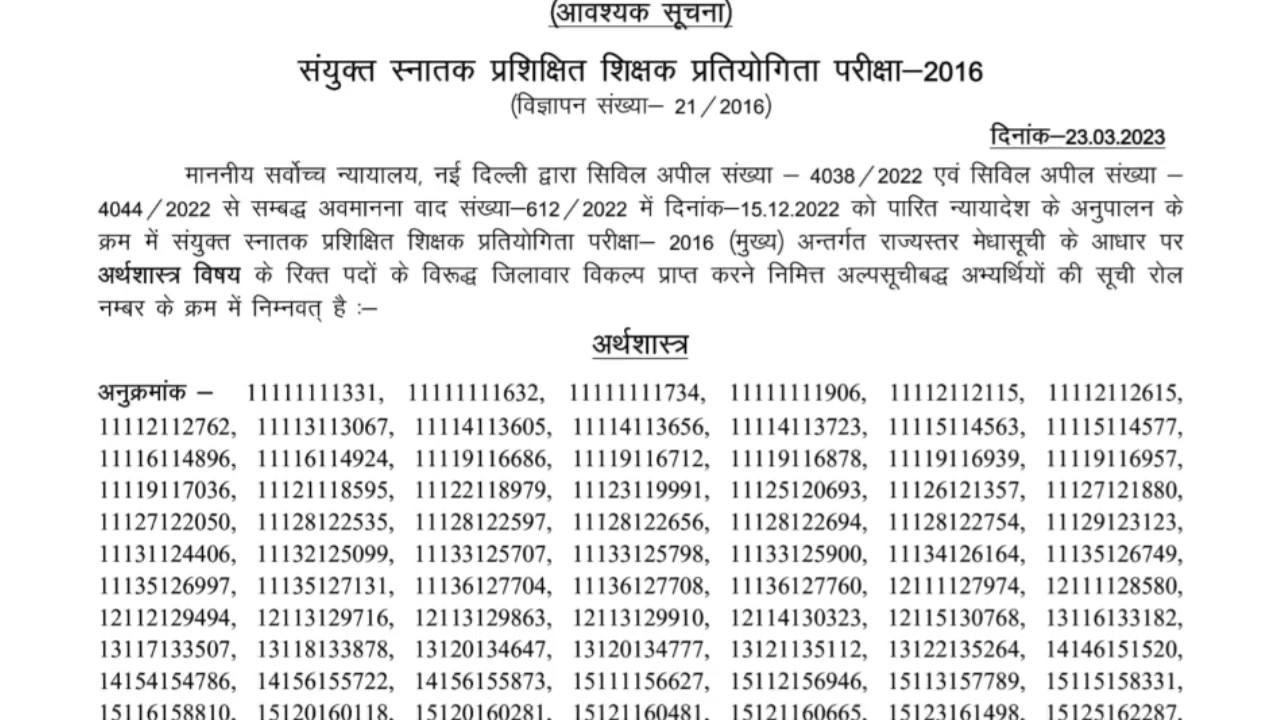 (आवश्यक सूचना)
संयुक्त स्नातक प्रशिक्षित शिक्षक प्रतियोगिता परीक्षा–2016
(विज्ञापन संख्या– 21/2016)
दिनांक–23.03.2023
माननीय सर्वोच्च न्यायालय, नई दिल्ली द्वारा सिविल अपील संख्या – 4038/2022 एवं सिविल अपील संख्या –
4044/2022 से सम्बद्ध अवमानना वाद संख्या–612/2022 में दिनांक–15.12.2022 को पारित न्यायादेश के अनुपालन के
क्रम में संयुक्त स्नातक प्रशिक्षित शिक्षक प्रतियोगिता परीक्षा– 2016 (मुख्य) अन्तर्गत राज्यस्तर मेधासूची के आधार पर
अर्थशास्त्र विषय के रिक्त पदों के विरूद्ध जिलावार विकल्प प्राप्त करने निमित्त अल्पसूचीबद्ध अभ्यर्थियों की सूची रोल
नम्बर के क्रम में निम्नवत् है :–
अर्थशास्त्र
अनुक्रमांक – 11111111331, 11111111632, 11111111734, 11111111906, 11112112115, 11112112615,
11112112762, 11113113067, 11114113605, 11114113656, 11114113723, 11115114563, 11115114577,
11116114896, 11116114924, 11119116686, 11119116712, 11119116878, 11119116939, 11119116957,
11119117036, 11121118595, 11122118979, 11123119991, 11125120693, 11126121357, 11127121880,
11127122050, 11128122535, 11128122597, 11128122656, 11128122694, 11128122754, 11129123123,
11131124406, 11132125099, 11133125707, 11133125798, 11133125900, 11134126164, 11135126749,
11135126997, 11135127131, 11136127704, 11136127708, 11136127760, 12111127974, 12111128580,
12112129494, 12113129716, 12113129863, 12113129910, 12114130323, 12115130768, 13116133182,
13117133507, 13118133878, 13120134647, 13120134777, 13121135112, 13122135264, 14146151520,
14154154786, 14156155722, 14156155873, 15111156627, 15112156946, 15113157789, 15115158331,
15116158810, 15120160118, 15120160281, 15121160481, 15121160665, 15123161498, 15125162287,